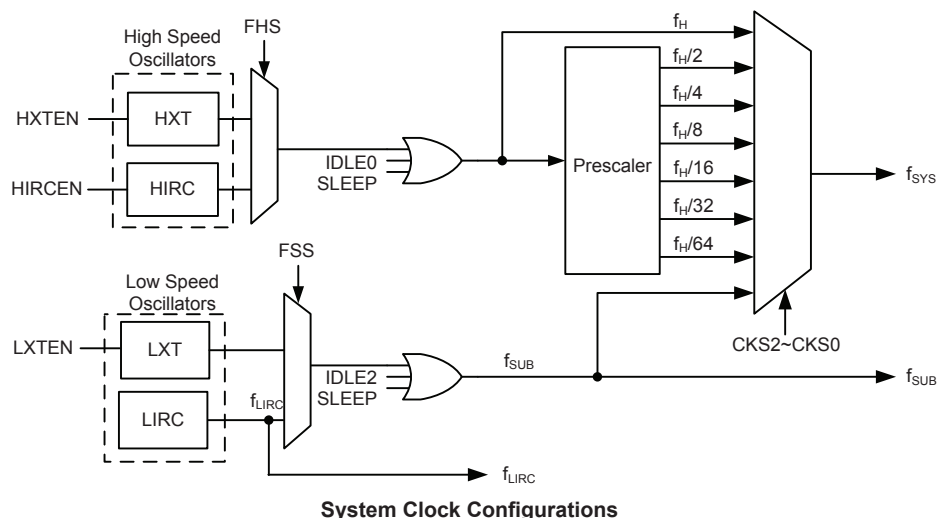 FHS
High Speed
Oscillators
HXTEN
HXT
HIRCEN
HIRC
IDLE0
SLEEP
Prescaler
fH
fH/2
fH/4
fH/8
fH/16
fH/32
fH/64
fSYS
CKS2~CKS0
FSS
Low Speed
Oscillators
LXTEN
LXT
LIRC
fLIRC
IDLE2
SLEEP
fSUB
fSUB
fLIRC
System Clock Configurations